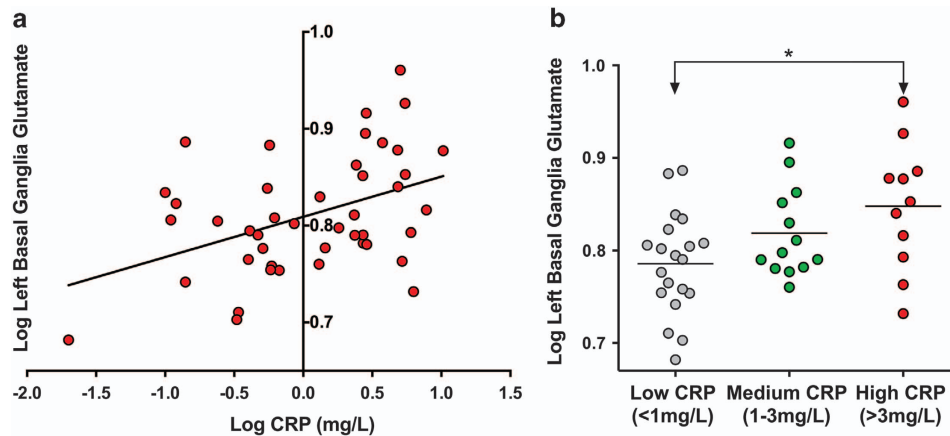 a
Log Left Basal Ganglia Glutamate
1.0
0.9
0.8
0.7
-2.0 -1.5 -1.0 -0.5 0.0 0.5 1.0 1.5
Log CRP (mg/L)
b
Log Left Basal Ganglia Glutamate
*
1.0
0.9
0.8
0.7
Low CRP Medium CRP High CRP
(<1mg/L) (1-3mg/L) (>3mg/L)